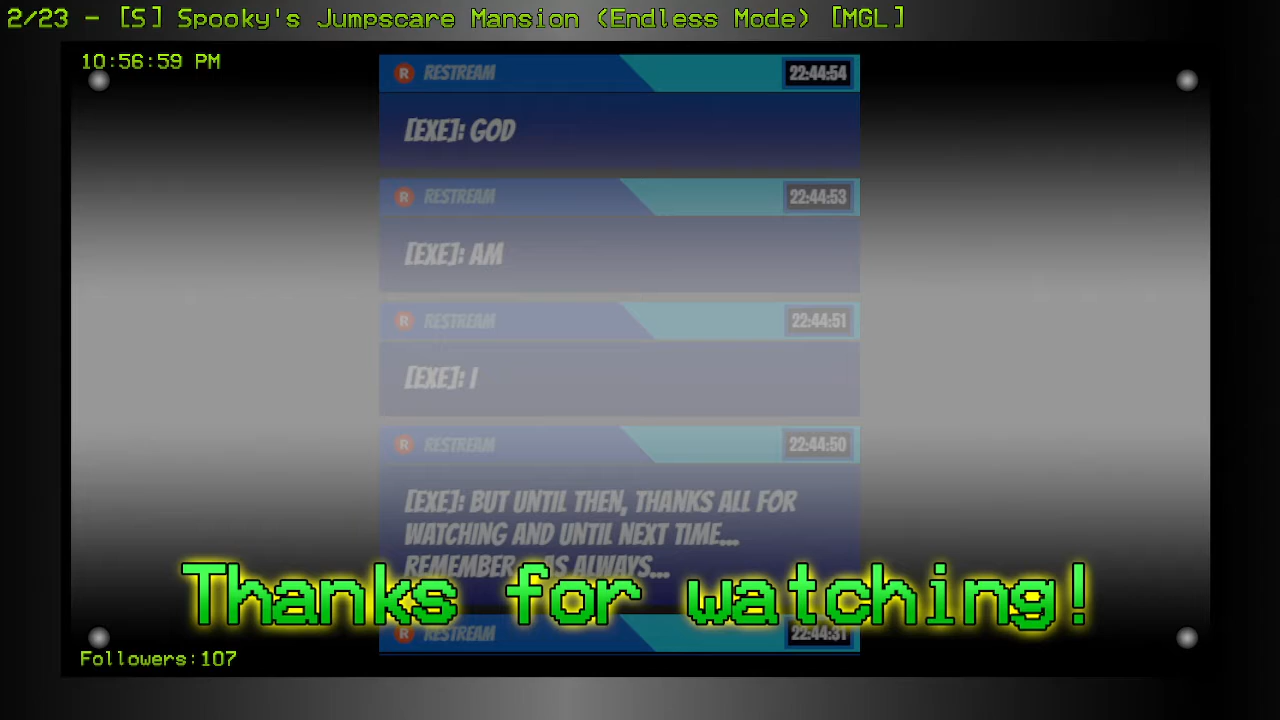 2/23 - [S] Spooky's Jumpscare Mansion (Endless Mode) [MGL]
10:56:59 PM
R RESTREAM 22:44:54
[EXE]: GOD
R RESTREAM 22:44:53
[EXE]: AM
R RESTREAM 22:44:51
[EXE]: I
R RESTREAM 22:44:50
[EXE]: BUT UNTIL THEN, THANKS ALL FOR
WATCHING AND UNTIL NEXT TIME...
REMEMBER... AS ALWAYS...
Thanks for watching!
R RESTREAM 22:44:31
Followers:107